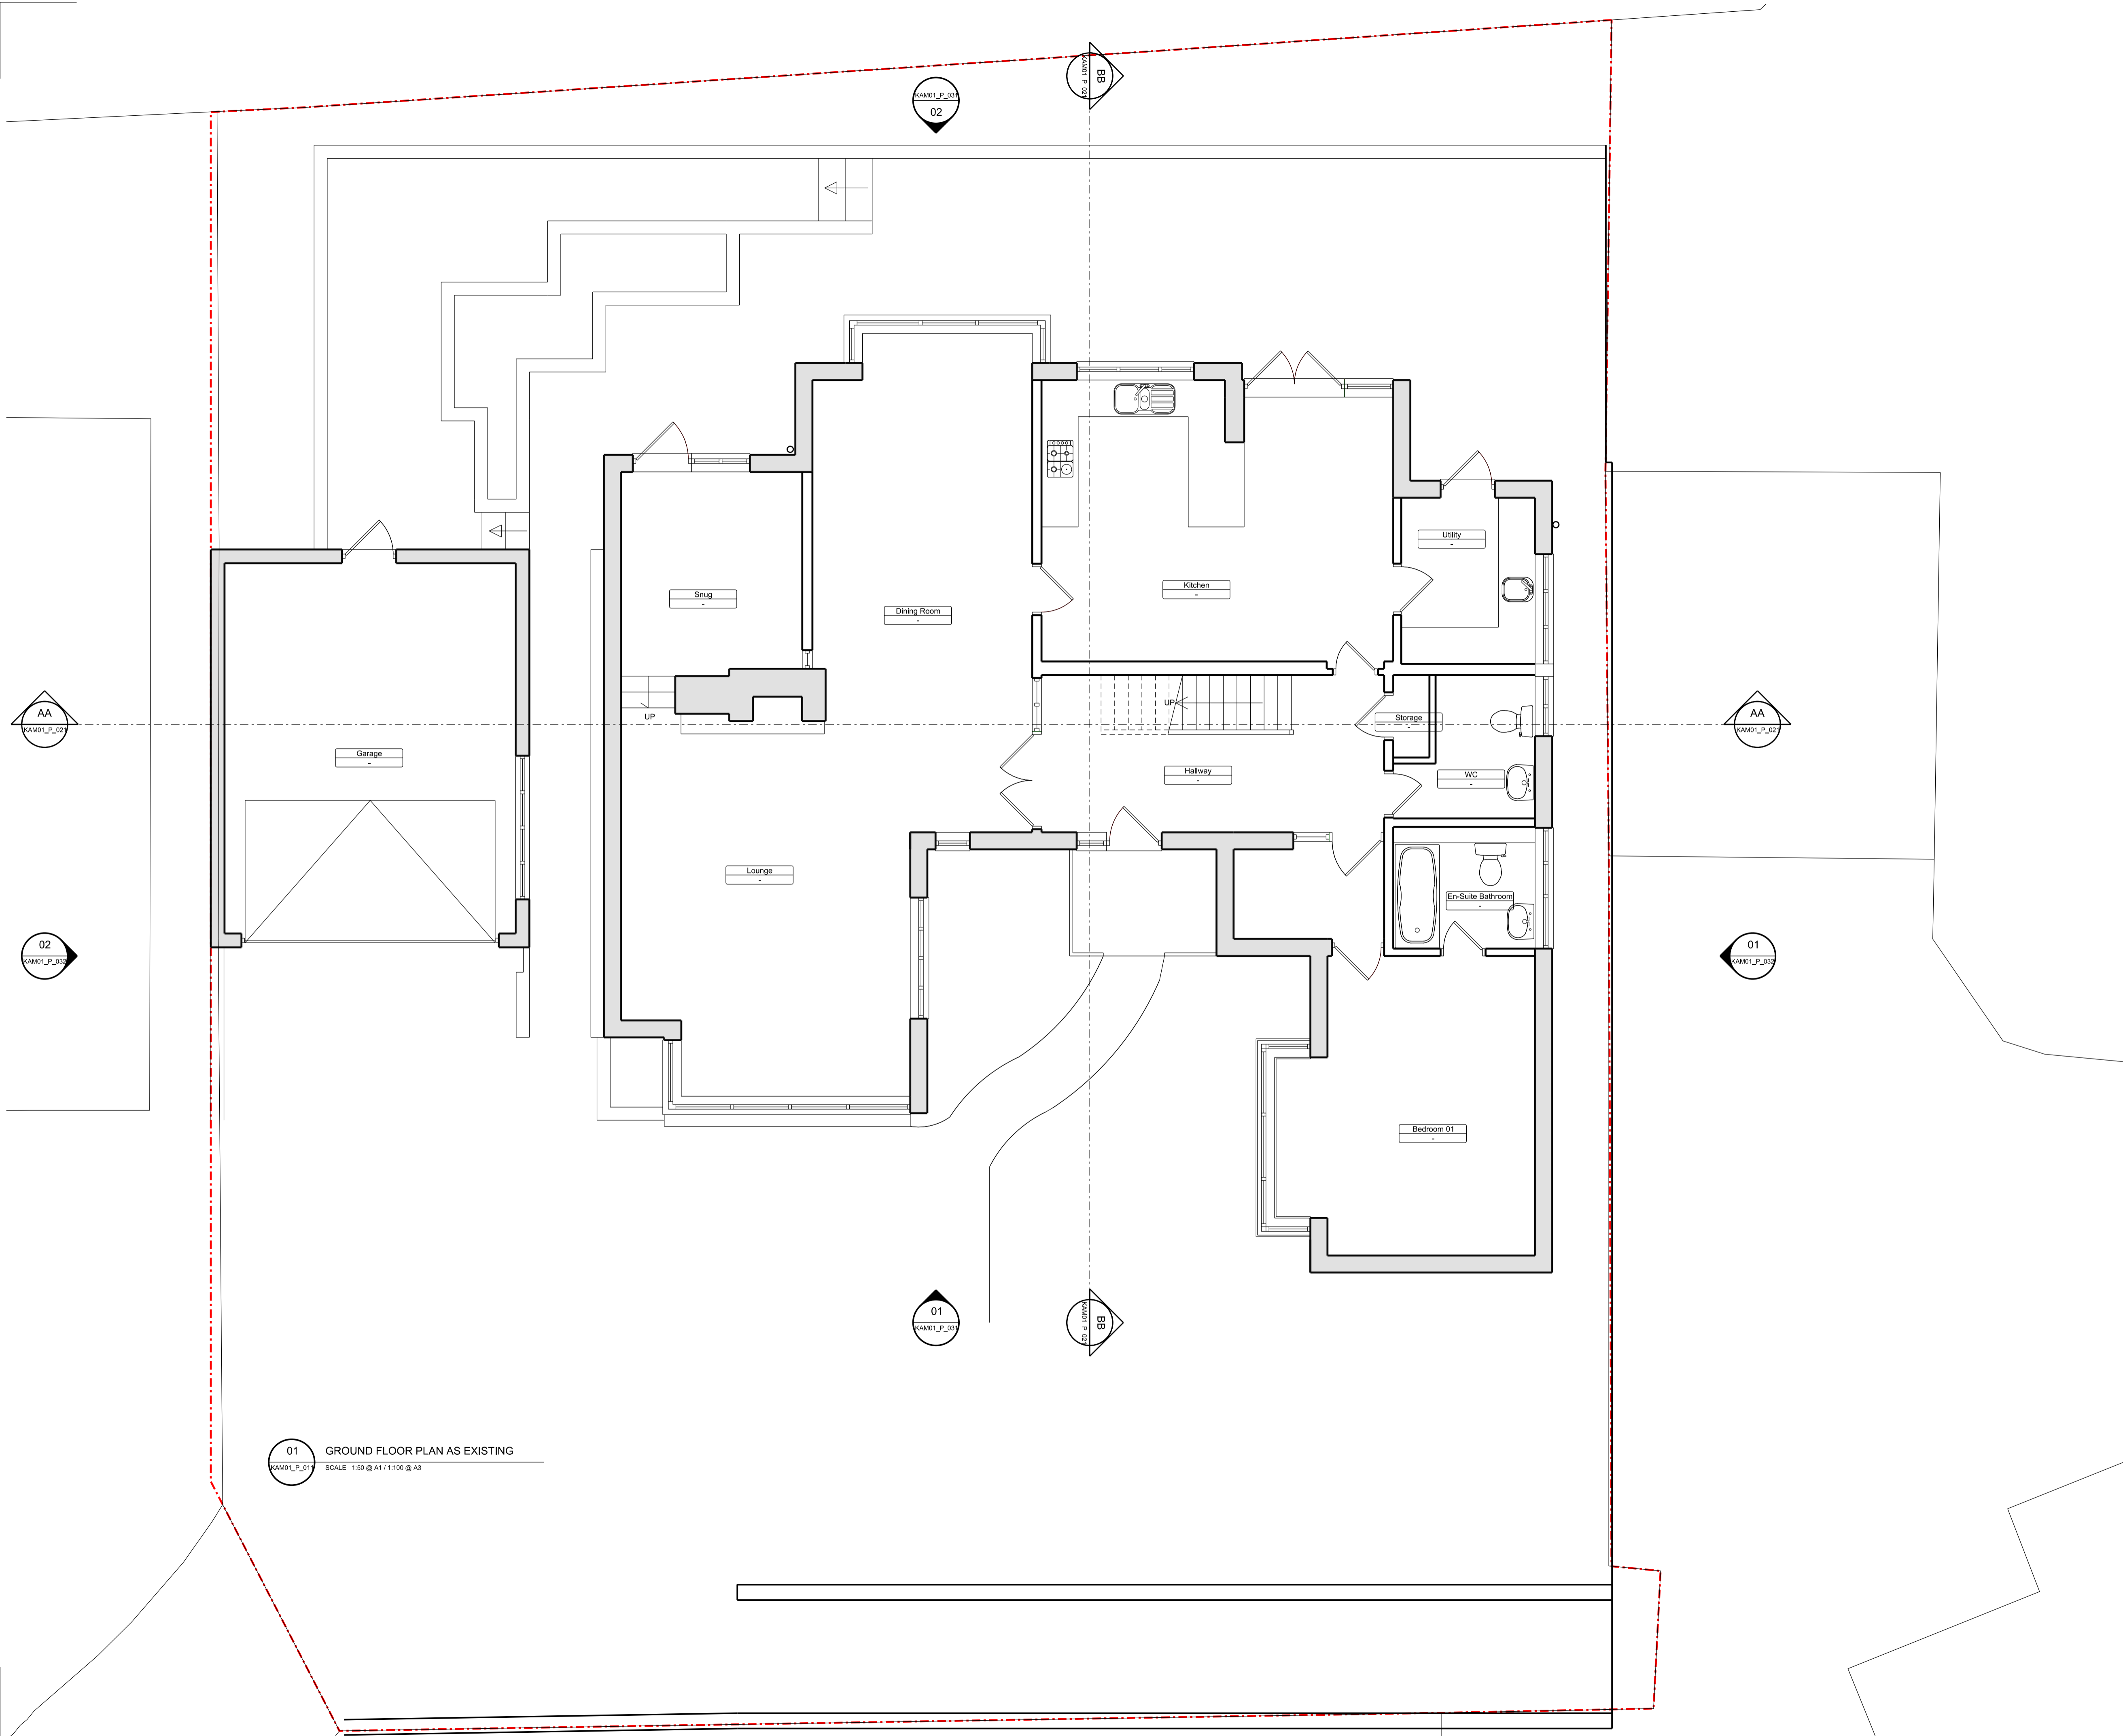 BB
KAM01_P_021
KAM01_P_031
02
Utility
-
Kitchen
-
Snug
-
Dining Room
-
AA
KAM01_P_021
UP
UP
Storage
-
AA
KAM01_P_021
Garage
-
Hallway
-
WC
-
Lounge
-
En-Suite Bathroom
-
02
KAM01_P_032
01
KAM01_P_032
Bedroom 01
-
01
KAM01_P_031
BB
KAM01_P_021
01
KAM01_P_011
GROUND FLOOR PLAN AS EXISTING
SCALE 1:50 @ A1 / 1:100 @ A3